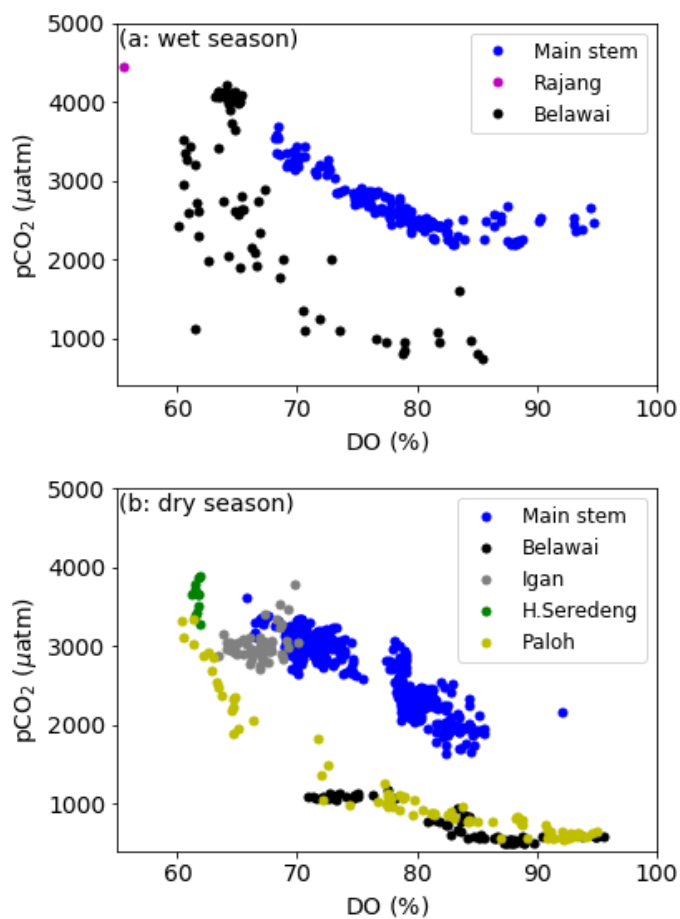 (a: wet season)
Main stem
Rajang
Belawai
5000
4000
3000
2000
1000
pCO₂ (μatm)
60 70 80 90 100
DO (%)
(b: dry season)
Main stem
Belawai
Igan
H.Seredeng
Paloh
5000
4000
3000
2000
1000
pCO₂ (μatm)
60 70 80 90 100
DO (%)